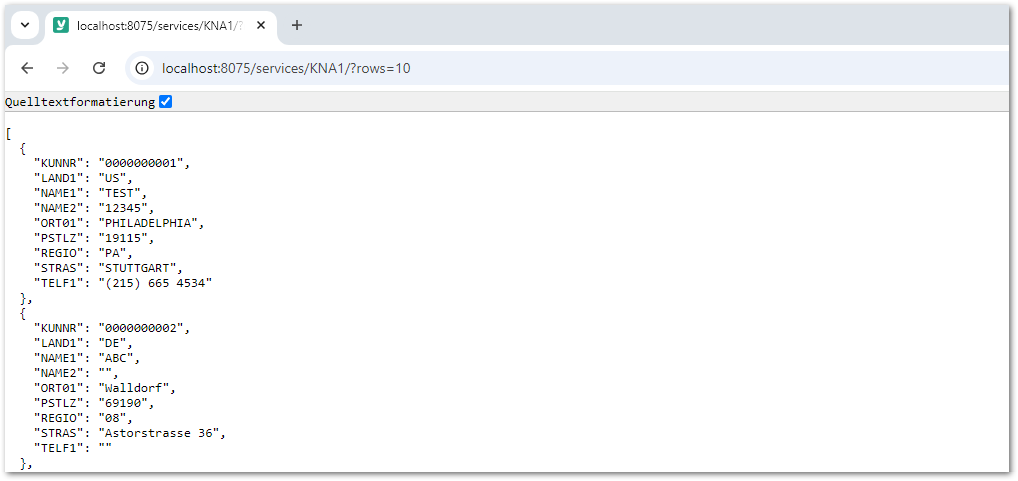 localhost:8075/services/KNA1/?
localhost:8075/services/KNA1/?rows=10
Quelltextformatierung
[
  {
    "KUNNR": "0000000001",
    "LAND1": "US",
    "NAME1": "TEST",
    "NAME2": "12345",
    "ORT01": "PHILADELPHIA",
    "PSTLZ": "19115",
    "REGIO": "PA",
    "STRAS": "STUTTGART",
    "TELF1": "(215) 665 4534"
  },
  {
    "KUNNR": "0000000002",
    "LAND1": "DE",
    "NAME1": "ABC",
    "NAME2": "",
    "ORT01": "Walldorf",
    "PSTLZ": "69190",
    "REGIO": "08",
    "STRAS": "Astorstrasse 36",
    "TELF1": ""
  },